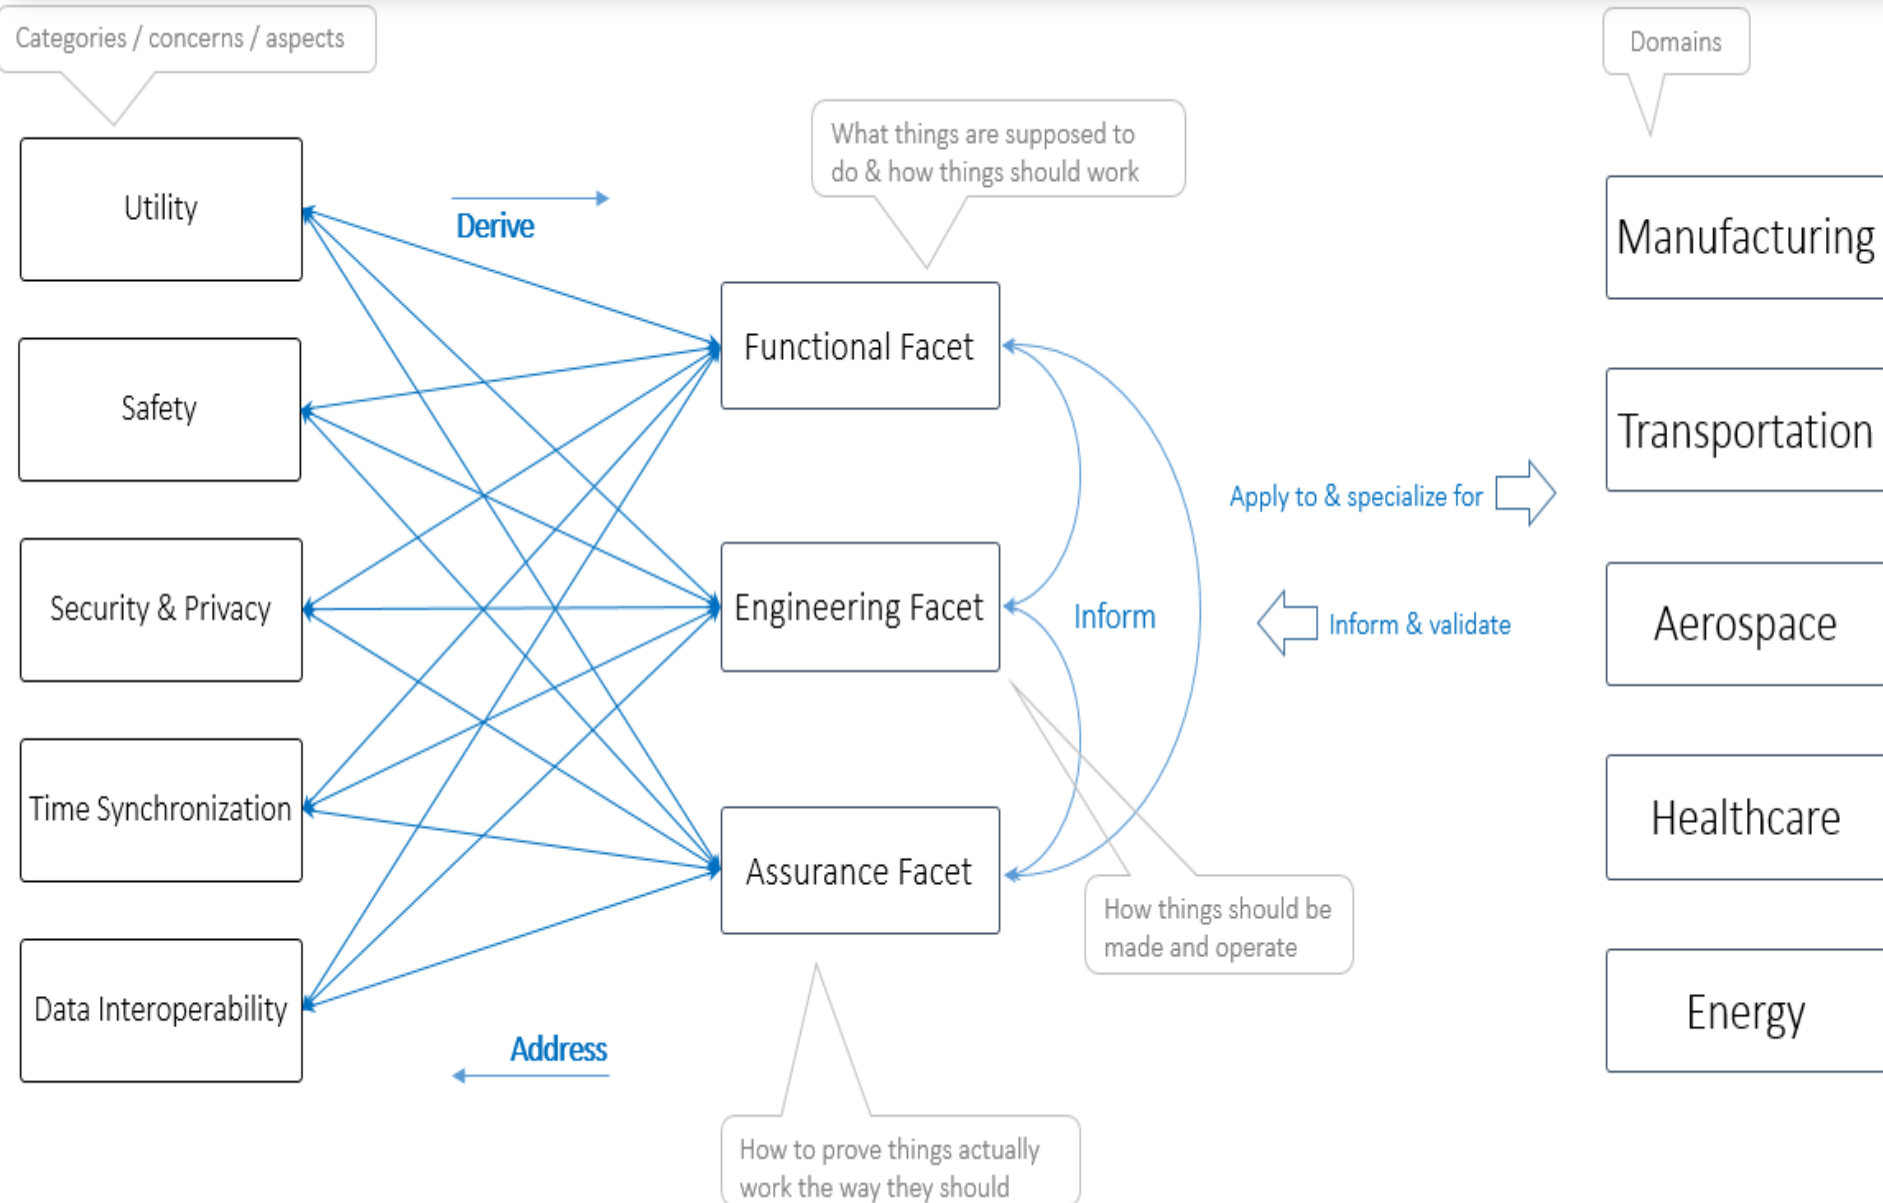 Categories / concerns / aspects
Domains
What things are supposed to
do & how things should work
Utility
Derive
Manufacturing
Functional Facet
Safety
Transportation
Apply to & specialize for
Security & Privacy
Engineering Facet
Inform
Inform & validate
Aerospace
Time Synchronization
Assurance Facet
Healthcare
How things should be
made and operate
Data Interoperability
Energy
Address
How to prove things actually
work the way they should